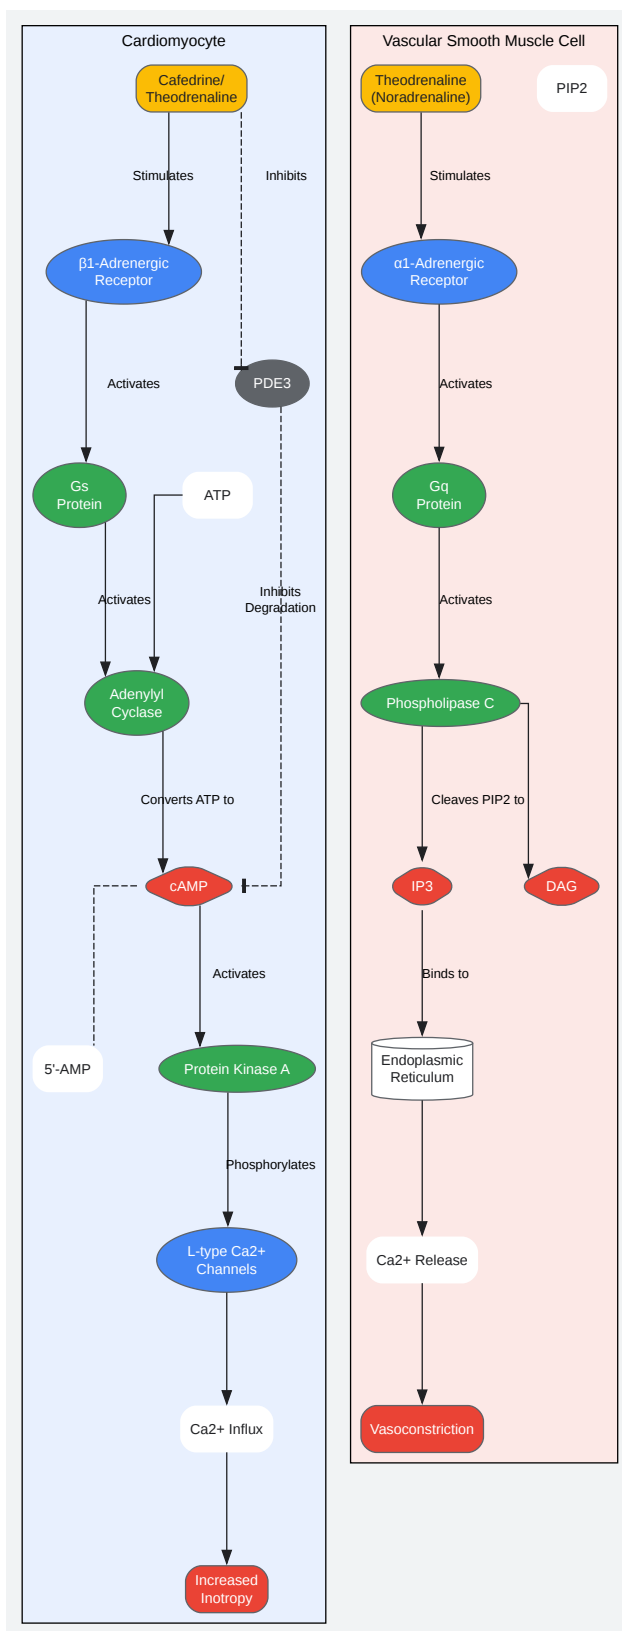 Cardiomyocyte
Cafedrine/
Theodrenaline
Stimulates
Inhibits
β1-Adrenergic
Receptor
Activates
PDE3
Gs
Protein
ATP
Activates
Inhibits
Degradation
Adenylyl
Cyclase
Converts ATP to
cAMP
Activates
5'-AMP
Protein Kinase A
Phosphorylates
L-type Ca2+
Channels
Ca2+ Influx
Increased
Inotropy
Vascular Smooth Muscle Cell
Theodrenaline
(Noradrenaline)
PIP2
Stimulates
α1-Adrenergic
Receptor
Activates
Gq
Protein
Activates
Phospholipase C
Cleaves PIP2 to
IP3
DAG
Binds to
Endoplasmic
Reticulum
Ca2+ Release
Vasoconstriction